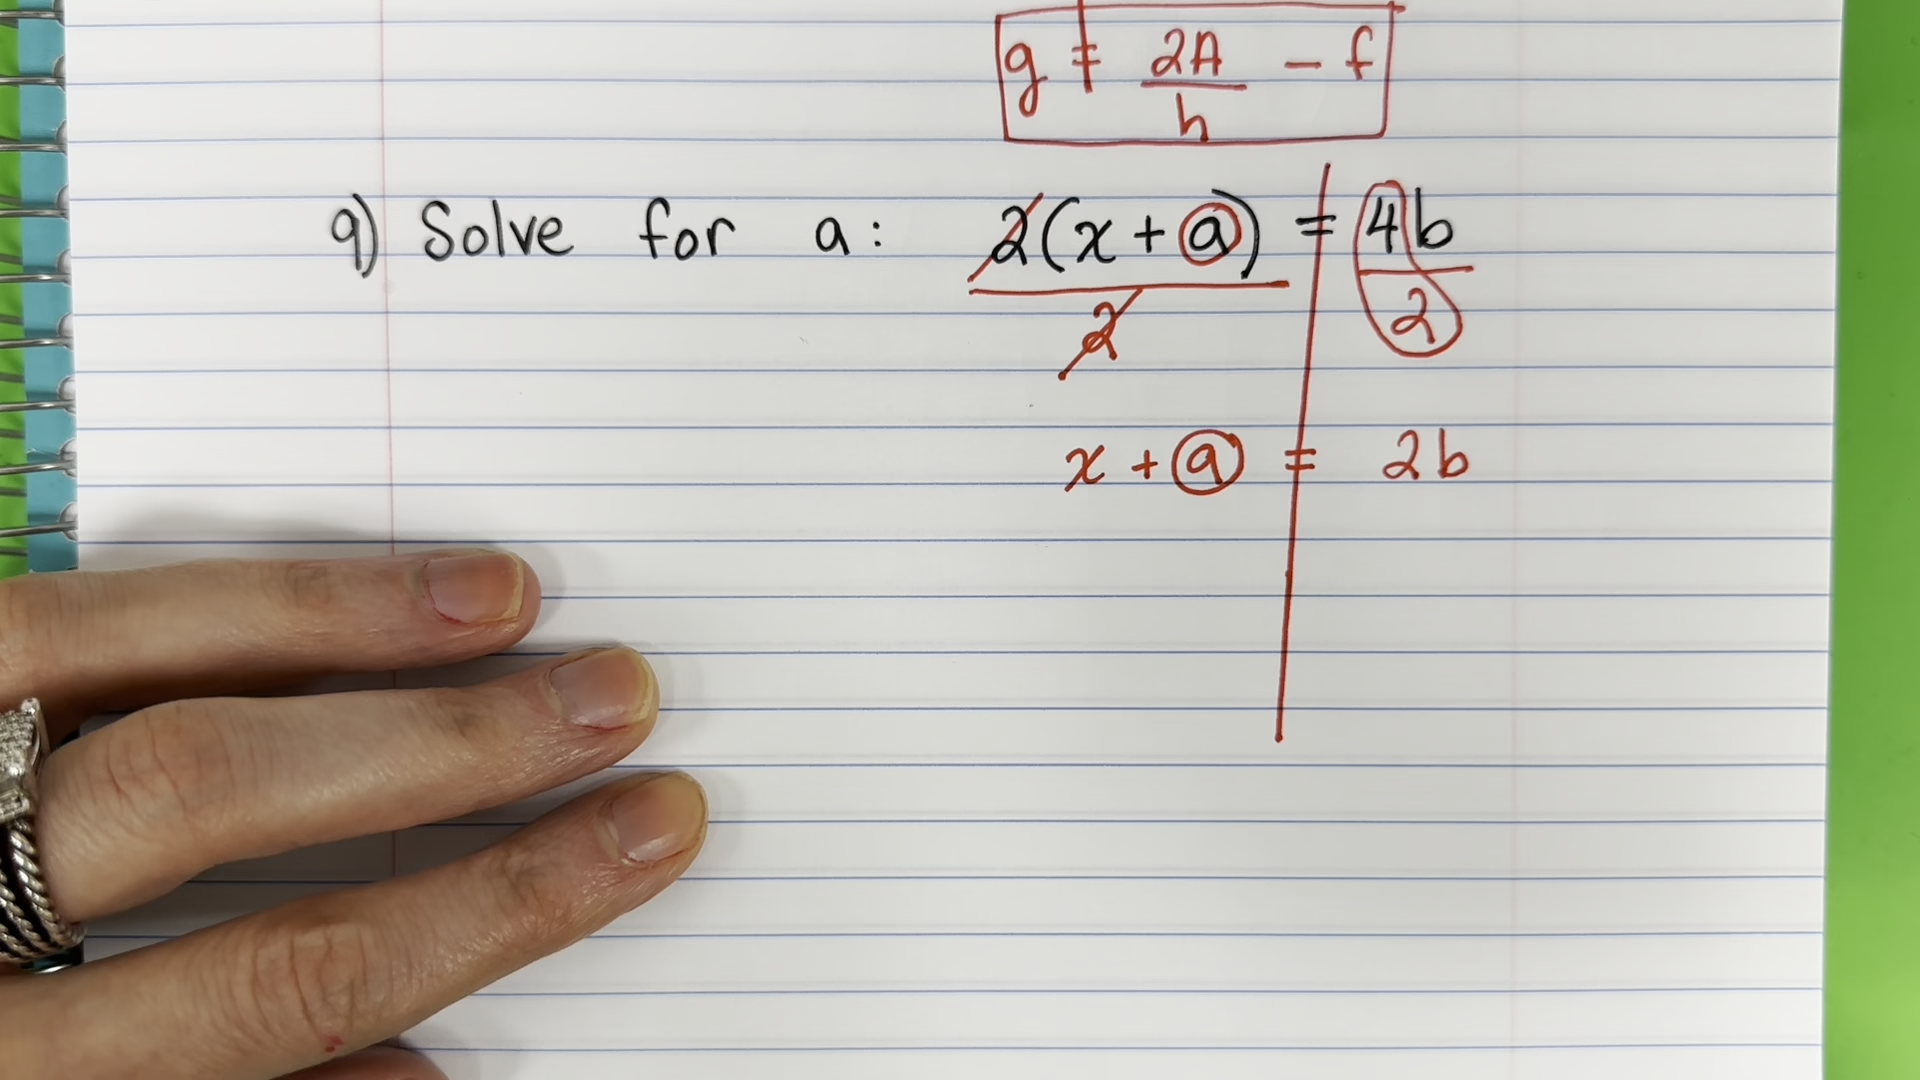 g = 2A/h - f
9) Solve for a: 2(x + a) = 4b
2 2
x + a = 2b